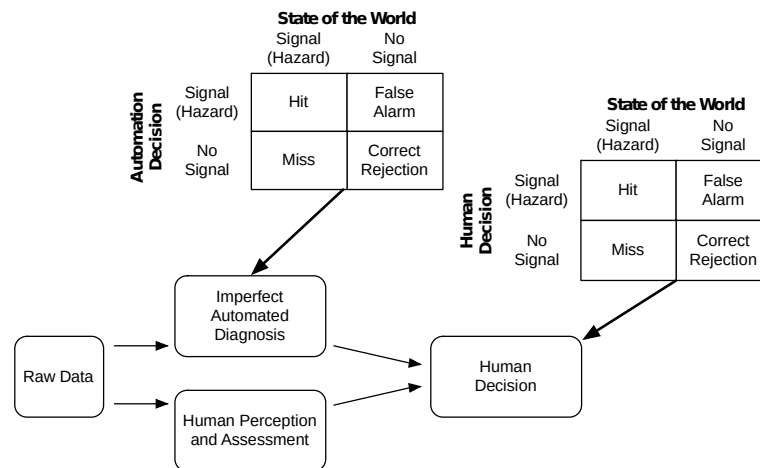 State of the World
Signal
(Hazard)
No
Signal
Automation
Decision
Signal
(Hazard)
Hit
False
Alarm
No
Signal
Miss
Correct
Rejection
State of the World
Signal
(Hazard)
No
Signal
Human
Decision
Signal
(Hazard)
Hit
False
Alarm
No
Signal
Miss
Correct
Rejection
Imperfect
Automated
Diagnosis
Raw Data
Human
Decision
Human Perception
and Assessment